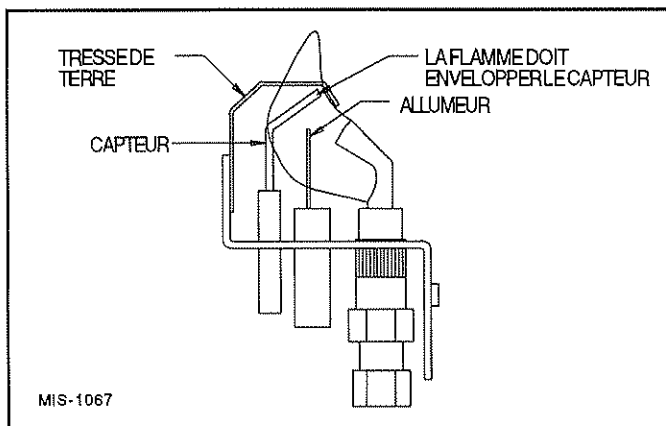 TRESSE DE
TERRE
LA FLAMME DOIT
ENVELOPPER LE CAPTEUR
ALLUMEUR
CAPTEUR
MIS-1067